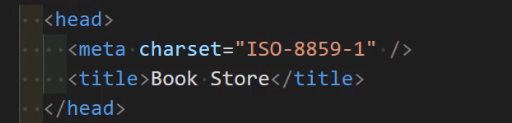 <head>
<meta charset="ISO-8859-1" />
<title>Book Store</title>
</head>